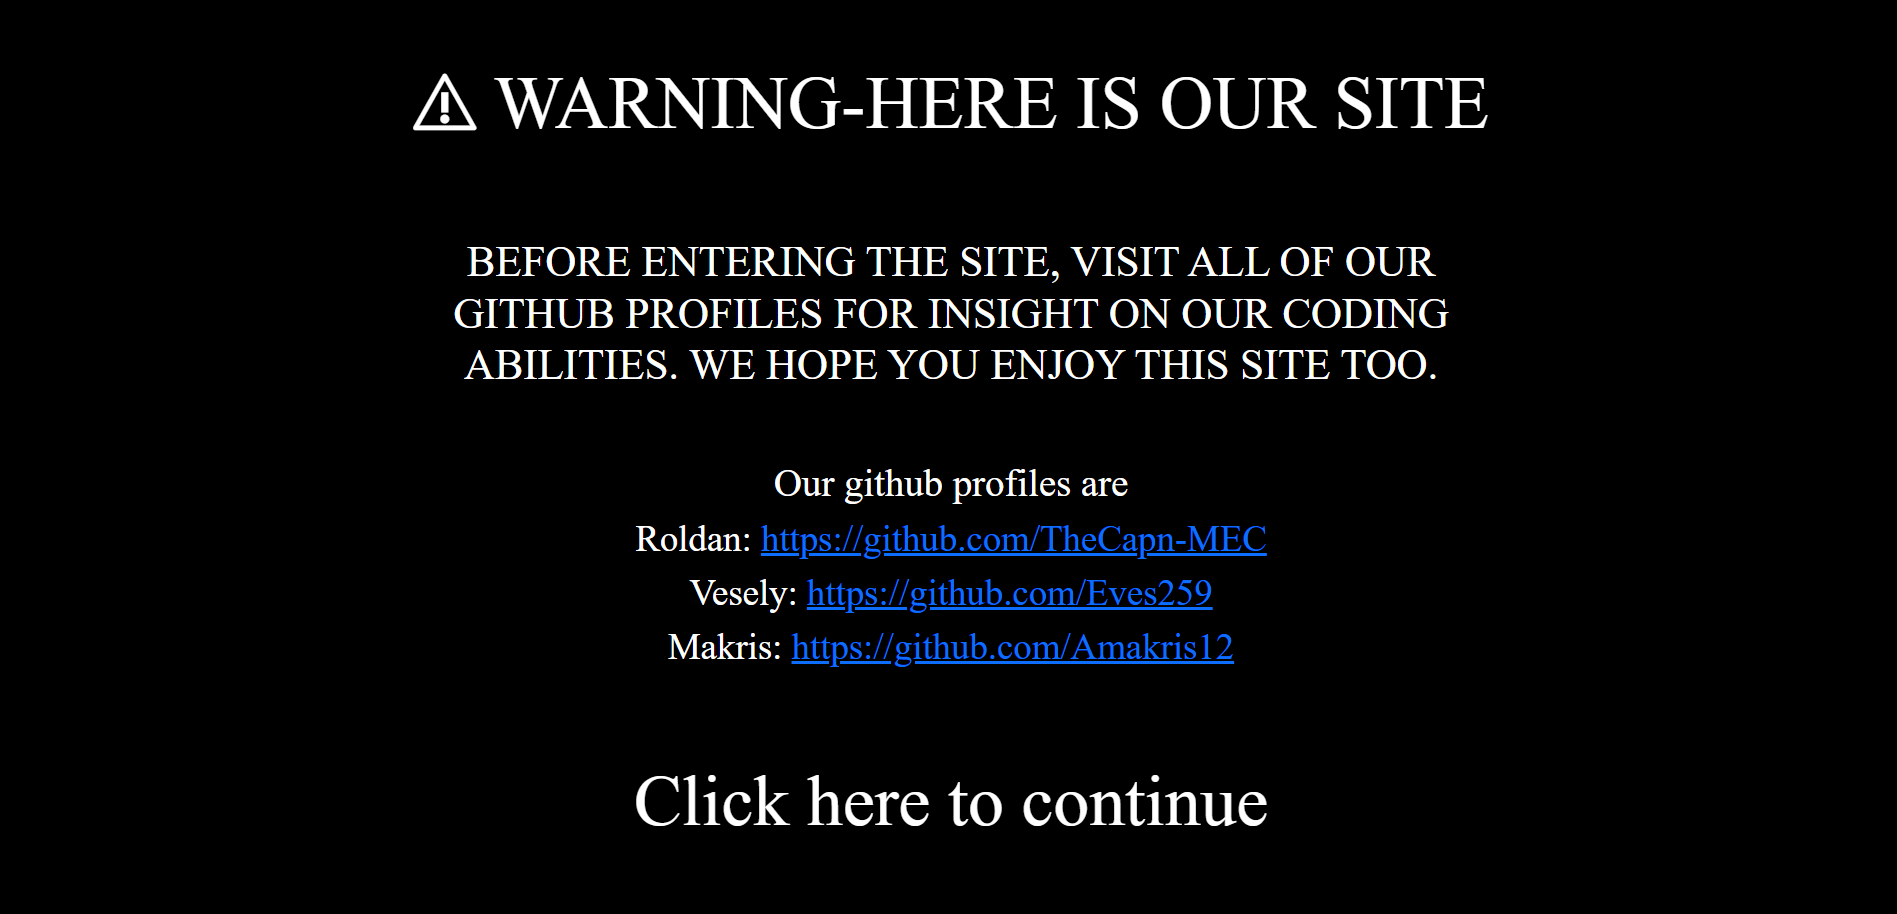 ⚠ WARNING-HERE IS OUR SITE
BEFORE ENTERING THE SITE, VISIT ALL OF OUR
GITHUB PROFILES FOR INSIGHT ON OUR CODING
ABILITIES. WE HOPE YOU ENJOY THIS SITE TOO.
Our github profiles are
Roldan: https://github.com/TheCapn-MEC
Vesely: https://github.com/Eves259
Makris: https://github.com/Amakris12
Click here to continue